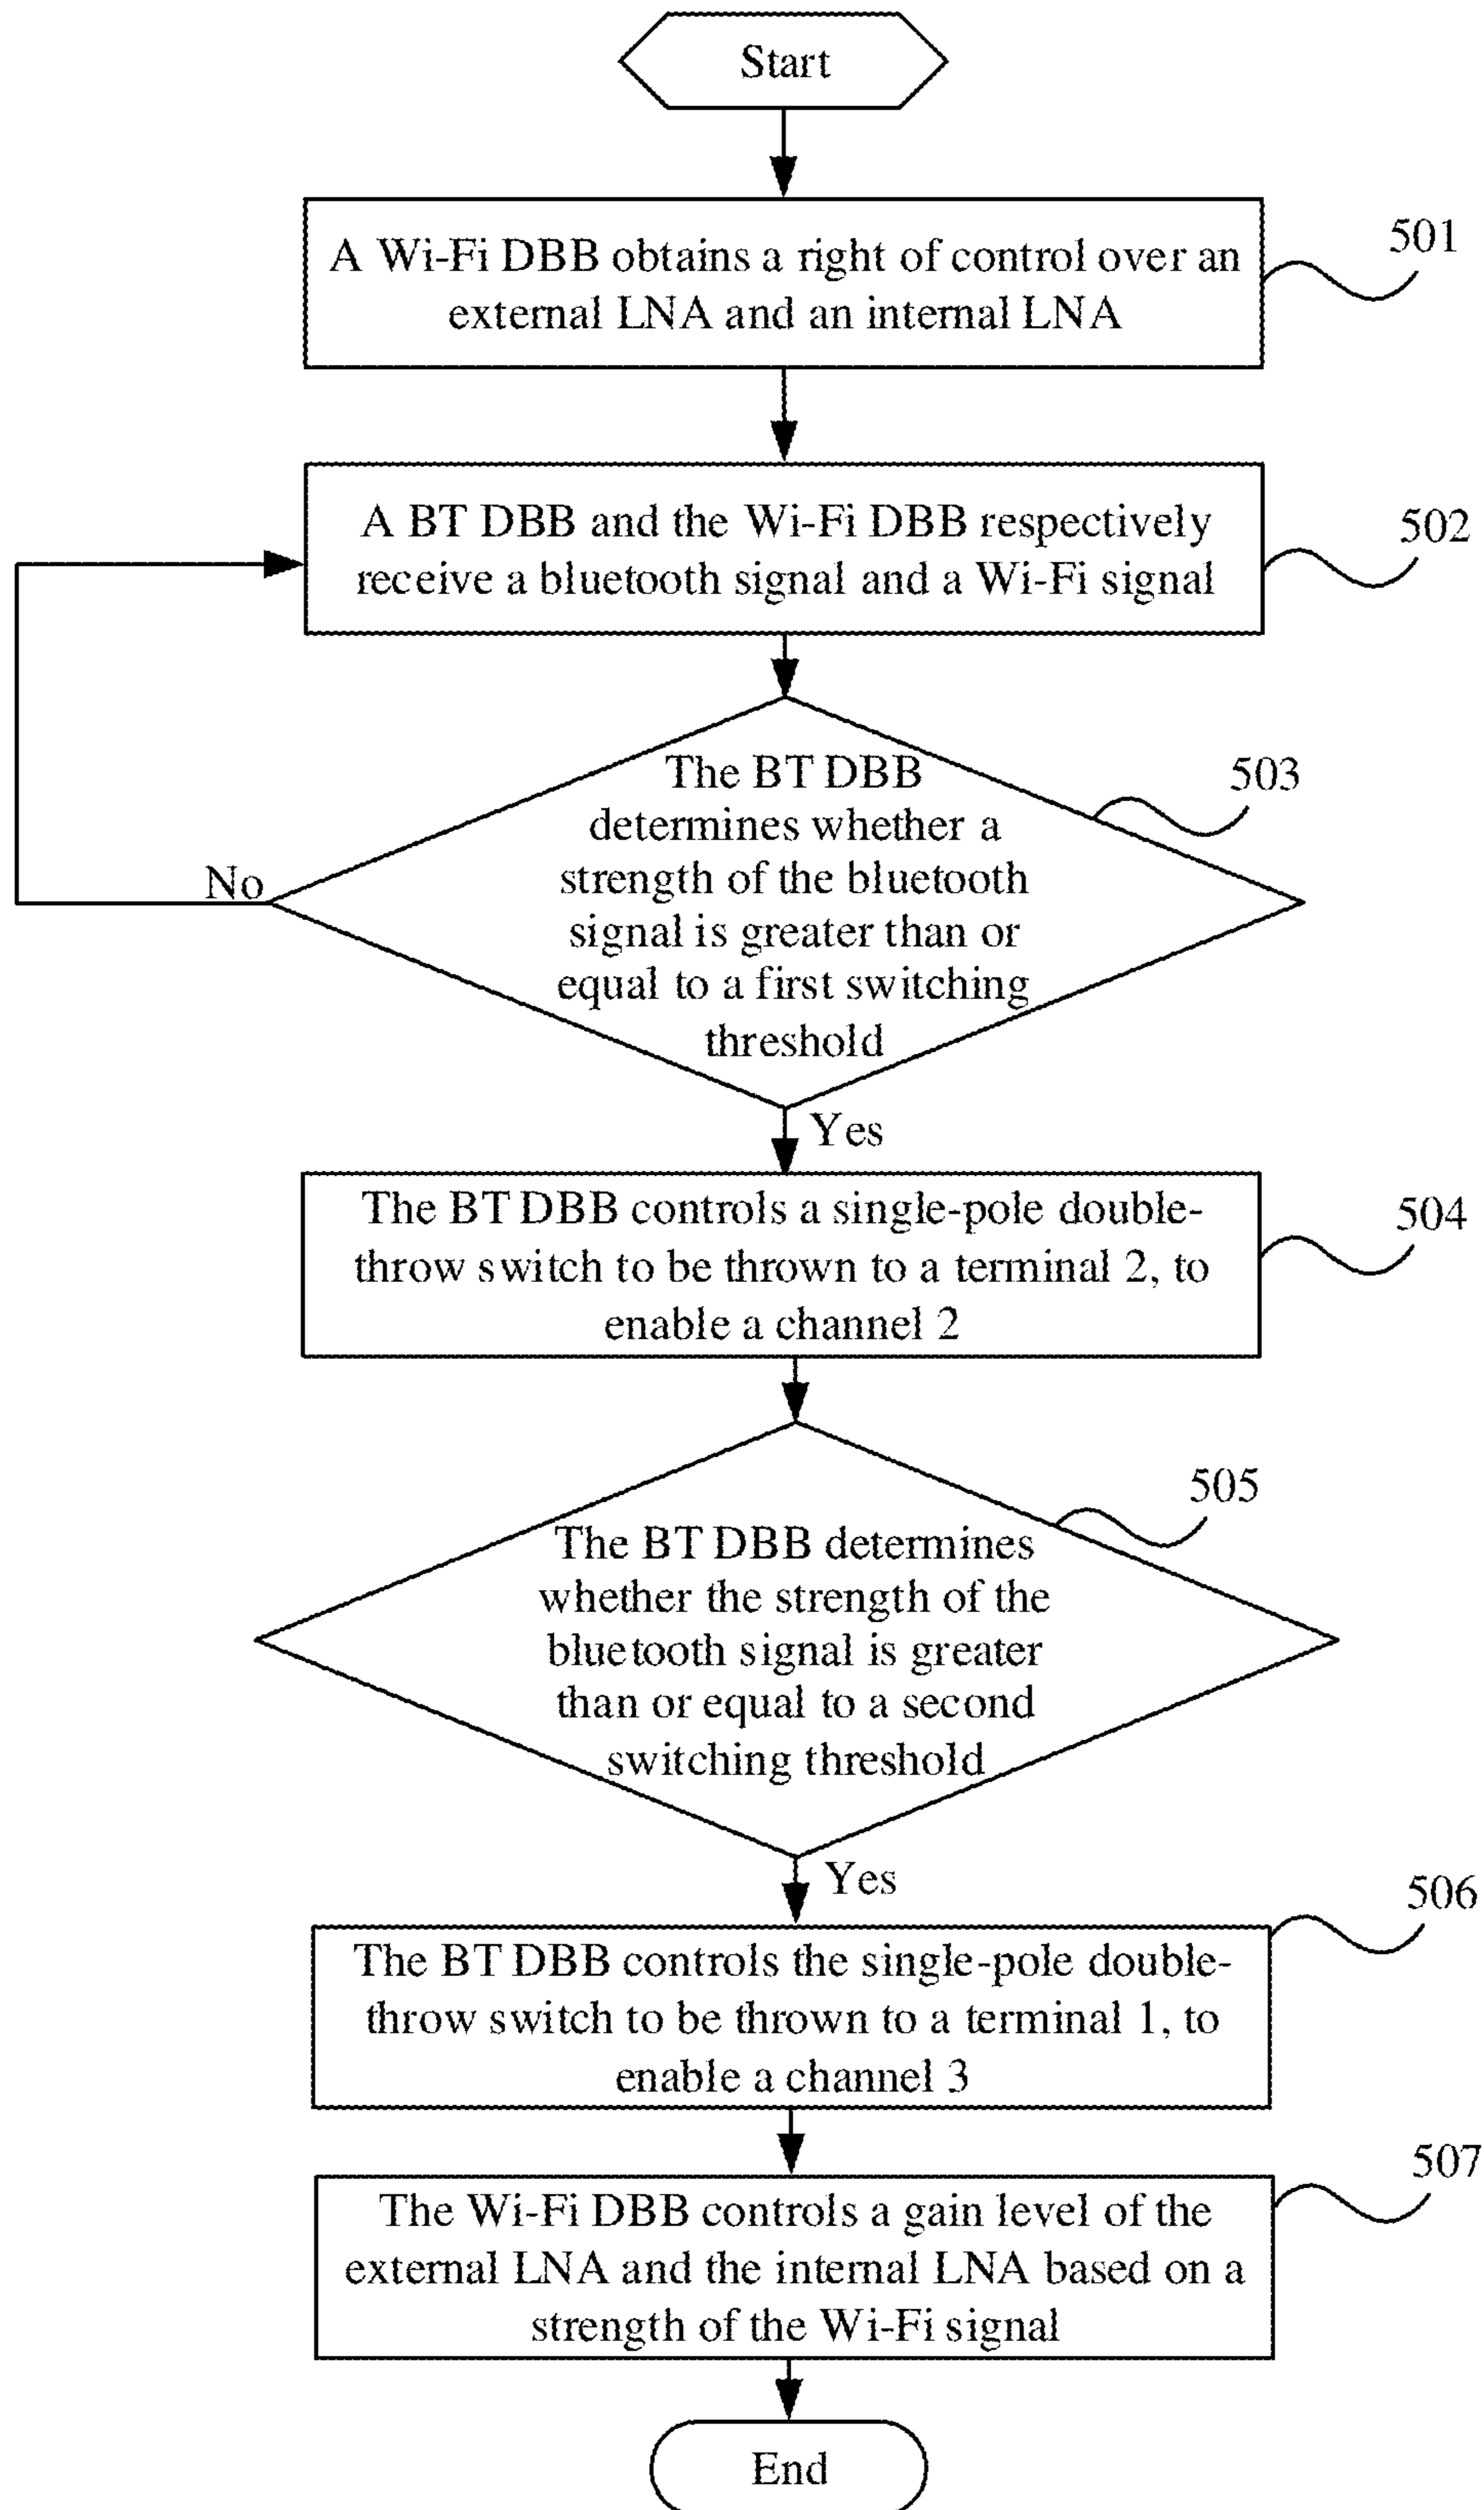 Start
A Wi-Fi DBB obtains a right of control over an
external LNA and an internal LNA
501
A BT DBB and the Wi-Fi DBB respectively
receive a bluetooth signal and a Wi-Fi signal
502
The BT DBB
determines whether a
strength of the bluetooth
signal is greater than or
equal to a first switching
threshold
503
No
Yes
The BT DBB controls a single-pole double-
throw switch to be thrown to a terminal 2, to
enable a channel 2
504
The BT DBB determines
whether the strength of the
bluetooth signal is greater
than or equal to a second
switching threshold
505
Yes
The BT DBB controls the single-pole double-
throw switch to be thrown to a terminal 1, to
enable a channel 3
506
The Wi-Fi DBB controls a gain level of the
external LNA and the internal LNA based on a
strength of the Wi-Fi signal
507
End